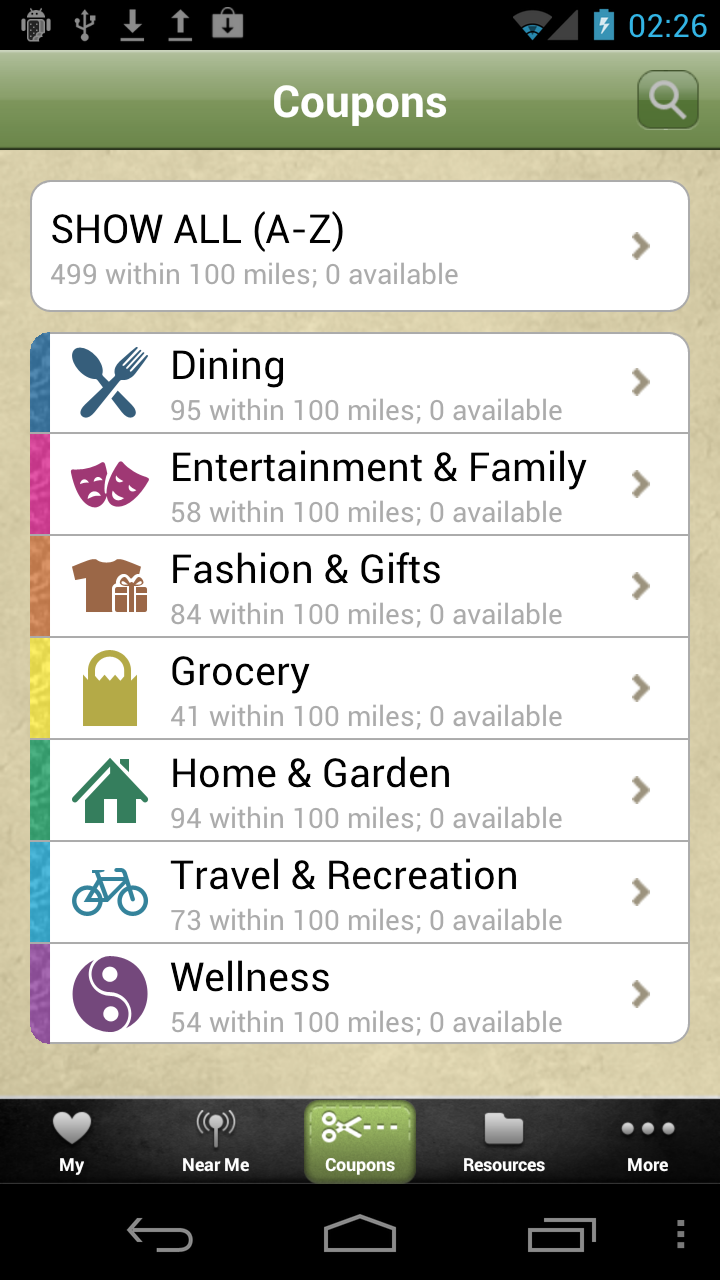 02:26
Coupons
SHOW ALL (A-Z)
499 within 100 miles; 0 available
Dining
95 within 100 miles; 0 available
Entertainment & Family
58 within 100 miles; 0 available
Fashion & Gifts
84 within 100 miles; 0 available
Grocery
41 within 100 miles; 0 available
Home & Garden
94 within 100 miles; 0 available
Travel & Recreation
73 within 100 miles; 0 available
Wellness
54 within 100 miles; 0 available
My Near Me Coupons Resources More